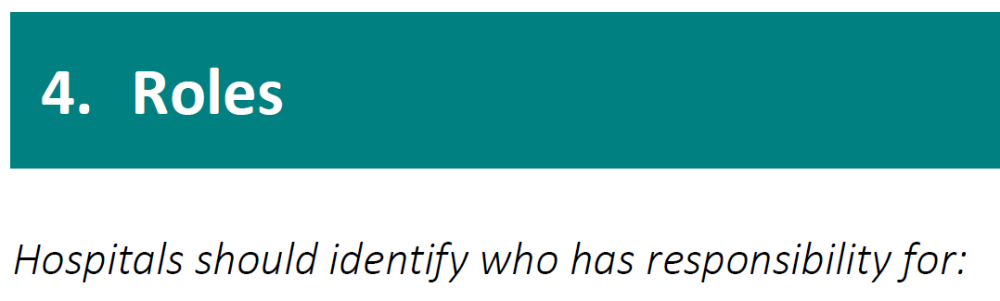 4. Roles
Hospitals should identify who has responsibility for: